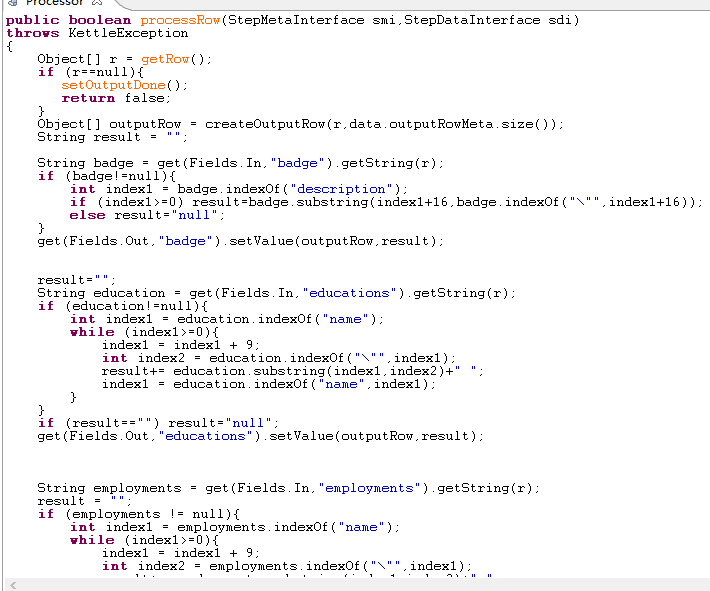 Processor
public boolean processRow(StepMetaInterface smi,StepDataInterface sdi)
throws KettleException
{
    Object[] r = getRow();
    if (r==null){
       setOutputDone();
       return false;
    }
    Object[] outputRow = createOutputRow(r,data.outputRowMeta.size());
    String result = "";

    String badge = get(Fields.In,"badge").getString(r);
    if (badge!=null){
        int index1 = badge.indexOf("description");
        if (index1>=0) result=badge.substring(index1+16,badge.indexOf("\"",index1+16));
        else result="null";
    }
    get(Fields.Out,"badge").setValue(outputRow,result);


    result="";
    String education = get(Fields.In,"educations").getString(r);
    if (education!=null){
        int index1 = education.indexOf("name");
        while (index1>=0){
            index1 = index1 + 9;
            int index2 = education.indexOf("\"",index1);
            result+= education.substring(index1,index2)+" ";
            index1 = education.indexOf("name",index1);
        }
    }
    if (result=="") result="null";
    get(Fields.Out,"educations").setValue(outputRow,result);



    String employments = get(Fields.In,"employments").getString(r);
    result = "";
    if (employments != null){
        int index1 = employments.indexOf("name");
        while (index1>=0){
            index1 = index1 + 9;
            int index2 = employments.indexOf("\"",index1);